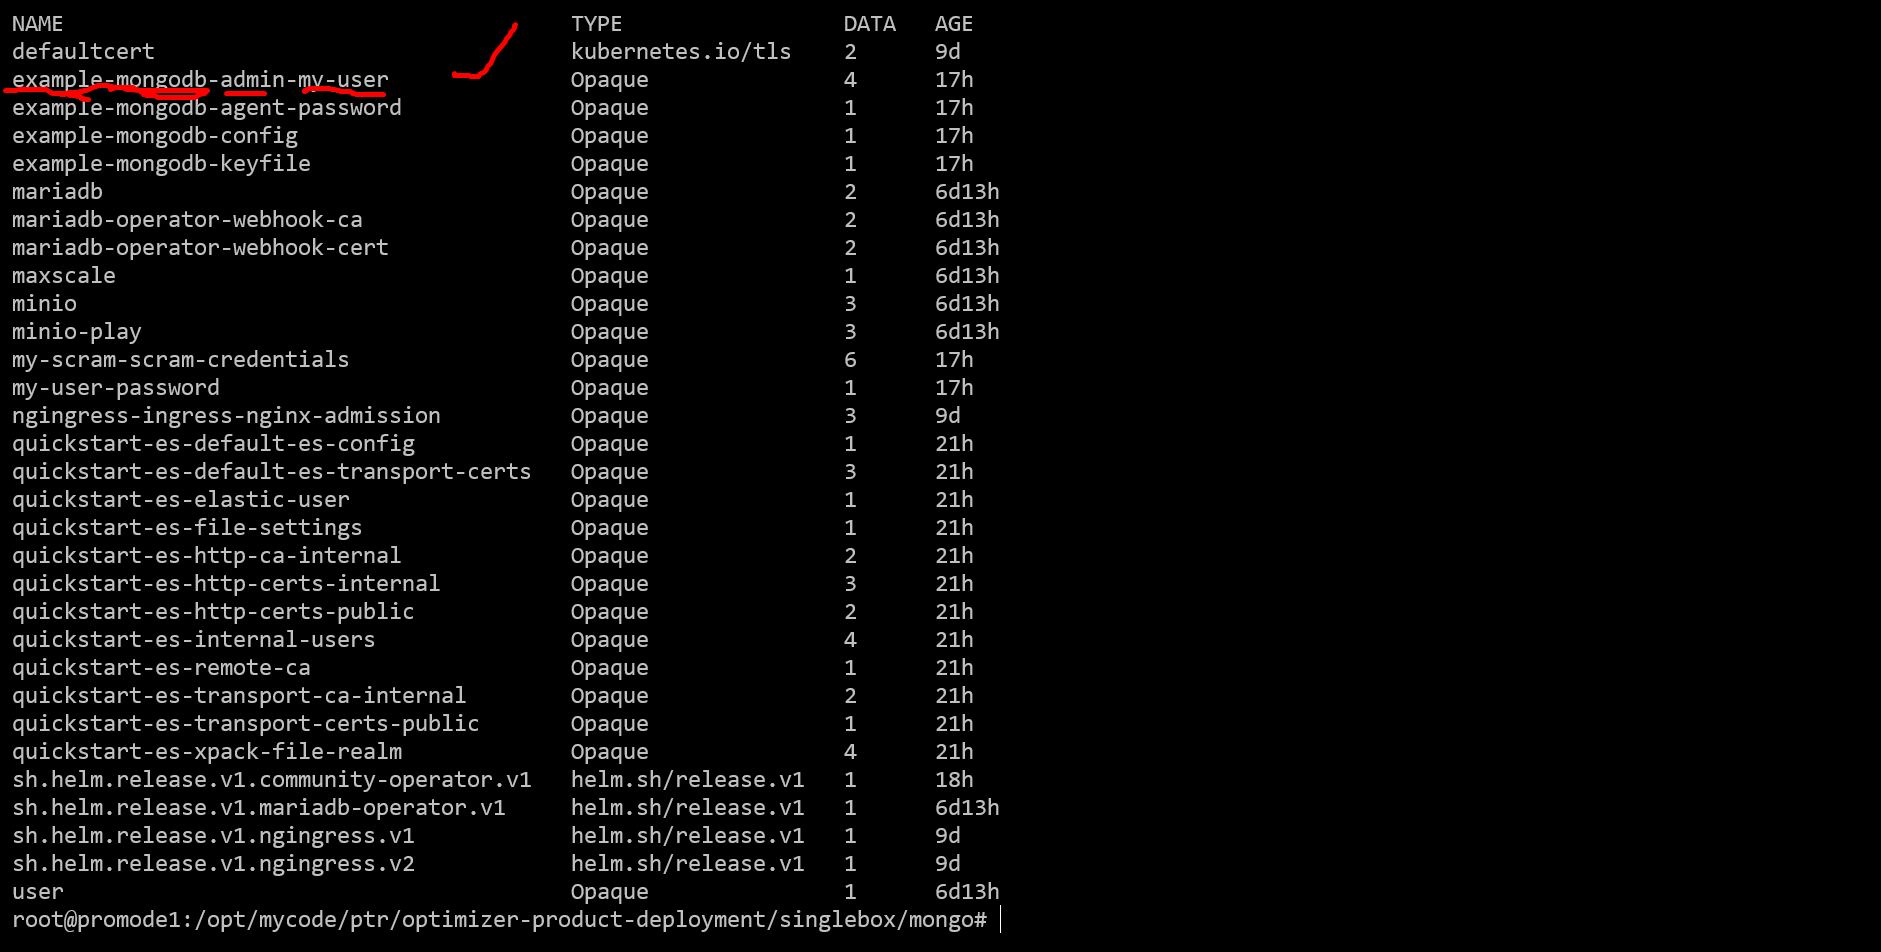 NAME TYPE DATA AGE
defaultcert kubernetes.io/tls 2 9d
example-mongodb-admin-my-user Opaque 4 17h
example-mongodb-agent-password Opaque 1 17h
example-mongodb-config Opaque 1 17h
example-mongodb-keyfile Opaque 1 17h
mariadb Opaque 2 6d13h
mariadb-operator-webhook-ca Opaque 2 6d13h
mariadb-operator-webhook-cert Opaque 2 6d13h
maxscale Opaque 1 6d13h
minio Opaque 3 6d13h
minio-play Opaque 3 6d13h
my-scram-scram-credentials Opaque 6 17h
my-user-password Opaque 1 17h
ngingress-ingress-nginx-admission Opaque 3 9d
quickstart-es-default-es-config Opaque 1 21h
quickstart-es-default-es-transport-certs Opaque 3 21h
quickstart-es-elastic-user Opaque 1 21h
quickstart-es-file-settings Opaque 1 21h
quickstart-es-http-ca-internal Opaque 2 21h
quickstart-es-http-certs-internal Opaque 3 21h
quickstart-es-http-certs-public Opaque 2 21h
quickstart-es-internal-users Opaque 4 21h
quickstart-es-remote-ca Opaque 1 21h
quickstart-es-transport-ca-internal Opaque 2 21h
quickstart-es-transport-certs-public Opaque 1 21h
quickstart-es-xpack-file-realm Opaque 4 21h
sh.helm.release.v1.community-operator.v1 helm.sh/release.v1 1 18h
sh.helm.release.v1.mariadb-operator.v1 helm.sh/release.v1 1 6d13h
sh.helm.release.v1.ngingress.v1 helm.sh/release.v1 1 9d
sh.helm.release.v1.ngingress.v2 helm.sh/release.v1 1 9d
user Opaque 1 6d13h
root@promode1:/opt/mycode/ptr/optimizer-product-deployment/singlebox/mongo#